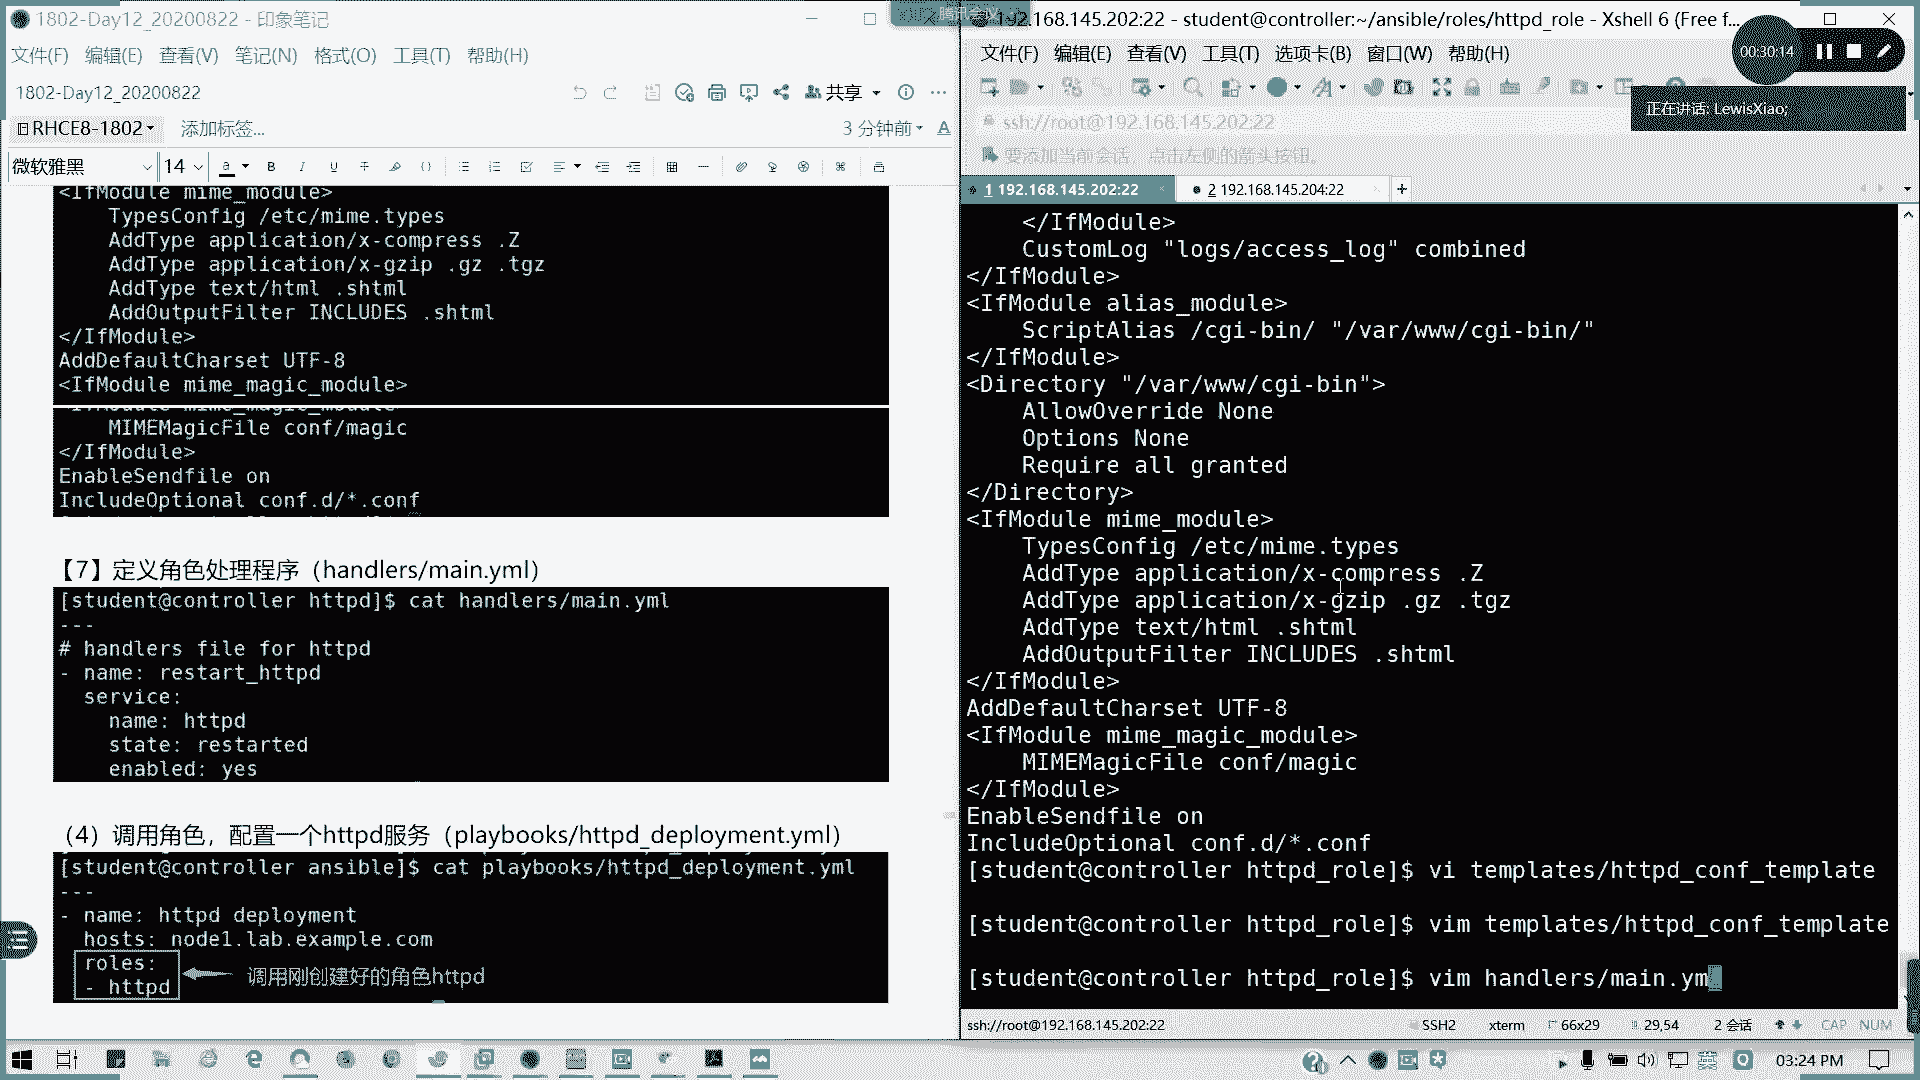 1802-Day12_20200822 - 印象笔记
文件(F) 编辑(E) 查看(V) 笔记(N) 格式(O) 工具(T) 帮助(H)
1802-Day12_20200822
共享
RHCE8-1802
添加标签...
3 分钟前
微软雅黑
14
<IfModule mime_module>
TypesConfig /etc/mime.types
AddType application/x-compress .Z
AddType application/x-gzip .gz .tgz
AddType text/html .shtml
AddOutputFilter INCLUDES .shtml
</IfModule>
AddDefaultCharset UTF-8
<IfModule mime_magic_module>
MIMEMagicFile conf/magic
</IfModule>
EnableSendfile on
IncludeOptional conf.d/*.conf
【7】定义角色处理程序（handlers/main.yml）
[student@controller httpd]$ cat handlers/main.yml
---
# handlers file for httpd
- name: restart_httpd
service:
name: httpd
state: restarted
enabled: yes
（4）调用角色，配置一个httpd服务（playbooks/httpd_deployment.yml）
[student@controller ansible]$ cat playbooks/httpd_deployment.yml
---
- name: httpd deployment
hosts: node1.lab.example.com
roles:
- httpd
调用刚创建好的角色httpd
腾讯会议
192.168.145.202:22 - student@controller:~/ansible/roles/httpd_role - Xshell 6 (Free f...
文件(F) 编辑(E) 查看(V) 工具(T) 选项卡(B) 窗口(W) 帮助(H)
00:30:14
正在讲话: LewisXiao;
ssh://root@192.168.145.202:22
要添加当前会话，点击左侧的箭头按钮。
1 192.168.145.202:22
2 192.168.145.204:22
</IfModule>
CustomLog "logs/access_log" combined
</IfModule>
<IfModule alias_module>
ScriptAlias /cgi-bin/ "/var/www/cgi-bin/"
</IfModule>
<Directory "/var/www/cgi-bin">
AllowOverride None
Options None
Require all granted
</Directory>
<IfModule mime_module>
TypesConfig /etc/mime.types
AddType application/x-compress .Z
AddType application/x-gzip .gz .tgz
AddType text/html .shtml
AddOutputFilter INCLUDES .shtml
</IfModule>
AddDefaultCharset UTF-8
<IfModule mime_magic_module>
MIMEMagicFile conf/magic
</IfModule>
EnableSendfile on
IncludeOptional conf.d/*.conf
[student@controller httpd_role]$ vi templates/httpd_conf_template
[student@controller httpd_role]$ vim templates/httpd_conf_template
[student@controller httpd_role]$ vim handlers/main.ym
ssh://root@192.168.145.202:22
SSH2
xterm
66x29
29,54
2 会话
CAP
NUM
英
03:24 PM